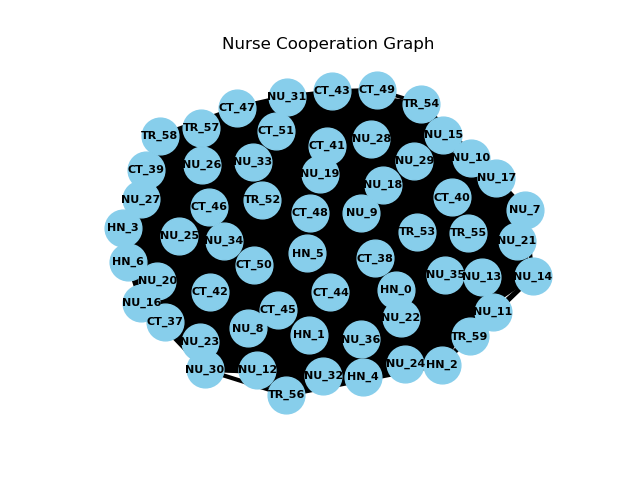 Nurse Cooperation Graph
CT_49
CT_43
NU_31
TR_54
CT_47
TR_57
CT_51
TR_58
NU_15
NU_28
CT_41
NU_10
NU_33
NU_29
NU_26
CT_39
NU_19
NU_17
NU_18
CT_40
NU_27
TR_52
CT_46
NU_7
CT_48
NU_9
HN_3
TR_53
TR_55
NU_25
NU_34
NU_21
HN_5
CT_38
HN_6
CT_50
NU_35
NU_13
NU_14
NU_20
HN_0
CT_42
CT_44
NU_16
CT_45
NU_11
NU_22
CT_37
NU_8
HN_1
TR_59
NU_36
NU_23
NU_24
HN_2
NU_30
NU_12
NU_32
HN_4
TR_56